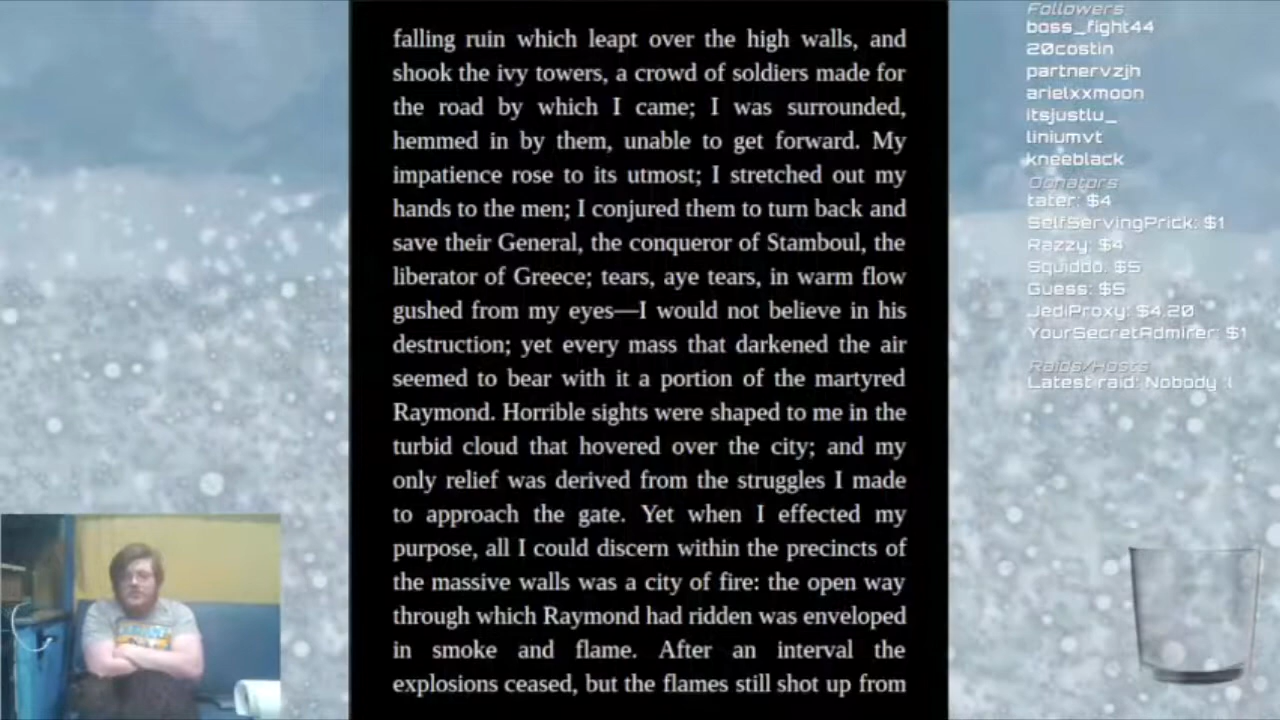 falling ruin which leapt over the high walls, and
shook the ivy towers, a crowd of soldiers made for
the road by which I came; I was surrounded,
hemmed in by them, unable to get forward. My
impatience rose to its utmost; I stretched out my
hands to the men; I conjured them to turn back and
save their General, the conqueror of Stamboul, the
liberator of Greece; tears, aye tears, in warm flow
gushed from my eyes—I would not believe in his
destruction; yet every mass that darkened the air
seemed to bear with it a portion of the martyred
Raymond. Horrible sights were shaped to me in the
turbid cloud that hovered over the city; and my
only relief was derived from the struggles I made
to approach the gate. Yet when I effected my
purpose, all I could discern within the precincts of
the massive walls was a city of fire: the open way
through which Raymond had ridden was enveloped
in smoke and flame. After an interval the
explosions ceased, but the flames still shot up from
Followers
boss_fight44
20costin
partnervzjh
arielxxmoon
itsjustlu_
liniumvt
kneeblack
Donators
tater: $4
SelfServingPrick: $1
Razzy: $4
Squiddo: $5
Guess: $5
JediProxy: $4.20
YourSecretAdmirer: $1
Raids/Hosts
Latest raid: Nobody :(